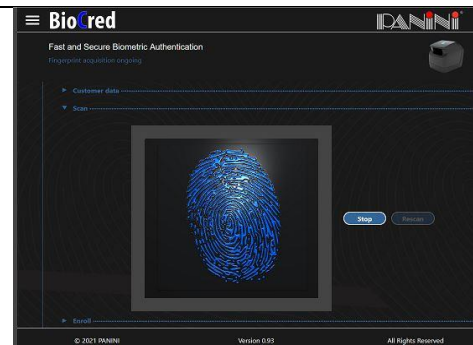 BioCred
PANINI
Fast and Secure Biometric Authentication
Fingerprint acquisition ongoing
Customer data
Scan
Stop
Rescan
Enroll
© 2021 PANINI
Version 0.93
All Rights Reserved